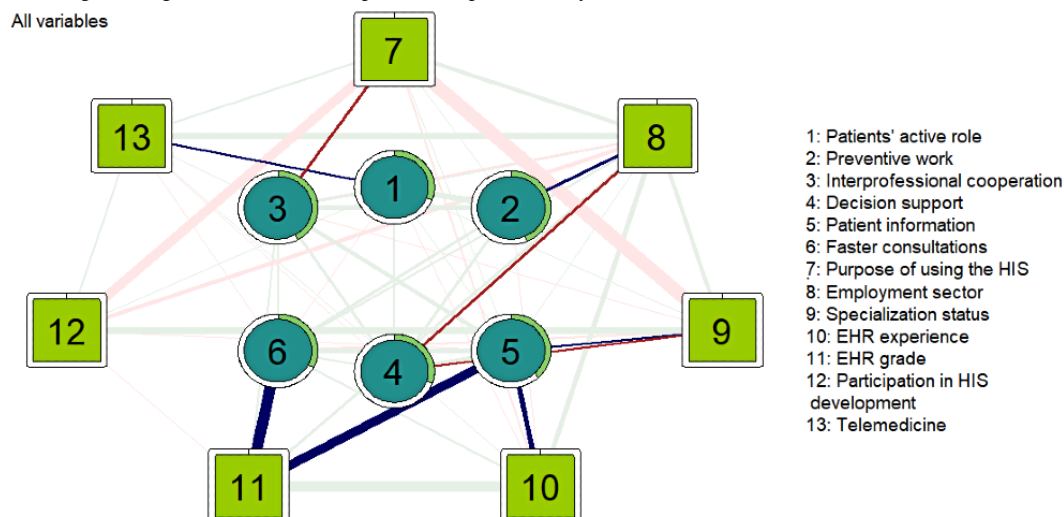 All variables
7
13
8
1
3
2
12
9
6
5
4
11
10
1: Patients' active role
2: Preventive work
3: Interprofessional cooperation
4: Decision support
5: Patient information
6: Faster consultations
7: Purpose of using the HIS
8: Employment sector
9: Specialization status
10: EHR experience
11: EHR grade
12: Participation in HIS
development
13: Telemedicine